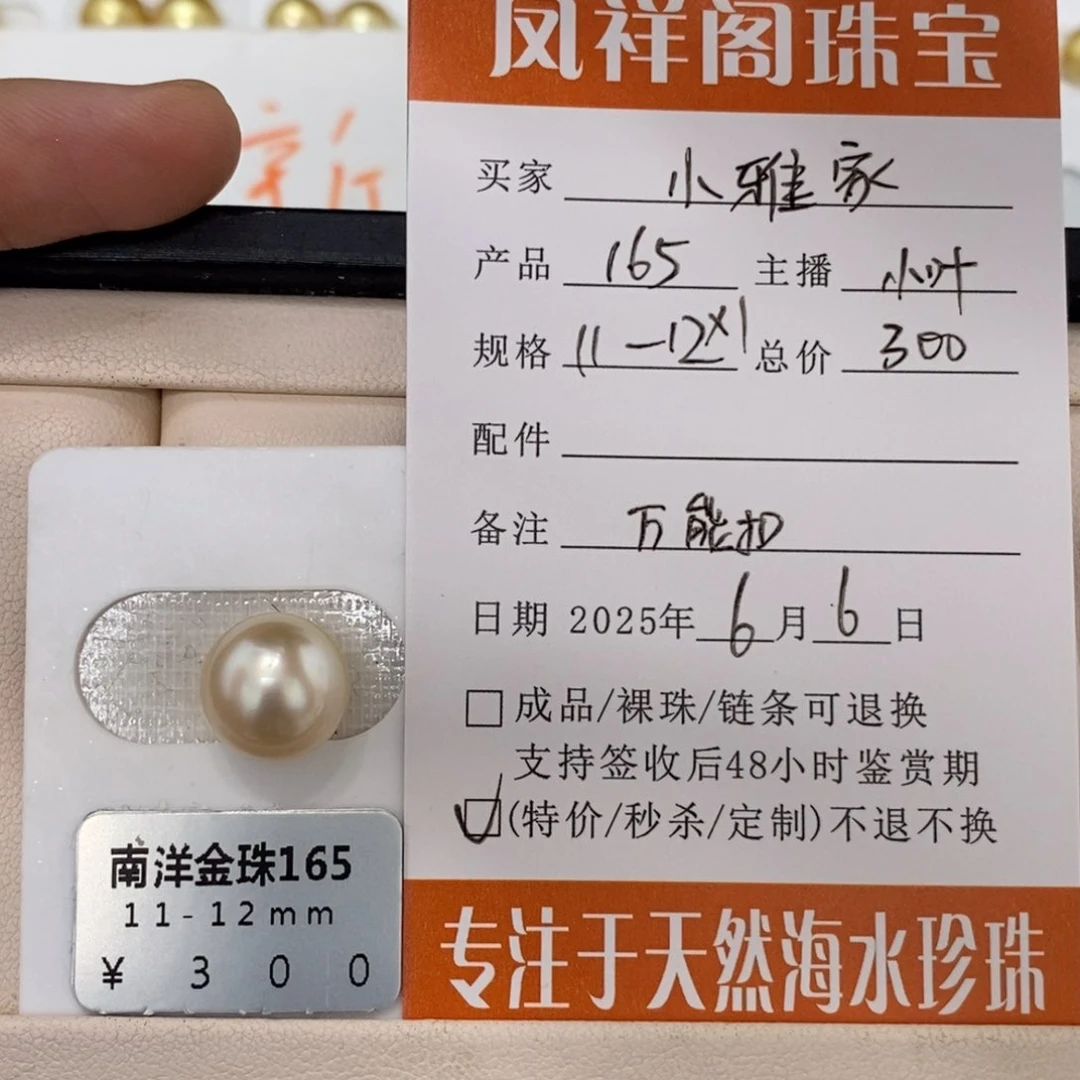 凤祥阁珠宝
买家 小雅家
产品 165 主播 小叶
规格 11-12×1 总价 300
配件
备注 万能扣
日期 2025年6月6日
成品/裸珠/链条可退换
支持签收后48小时鉴赏期
(特价/秒杀/定制)不退不换
专注于天然海水珍珠
南洋金珠165
11-12mm
¥ 300